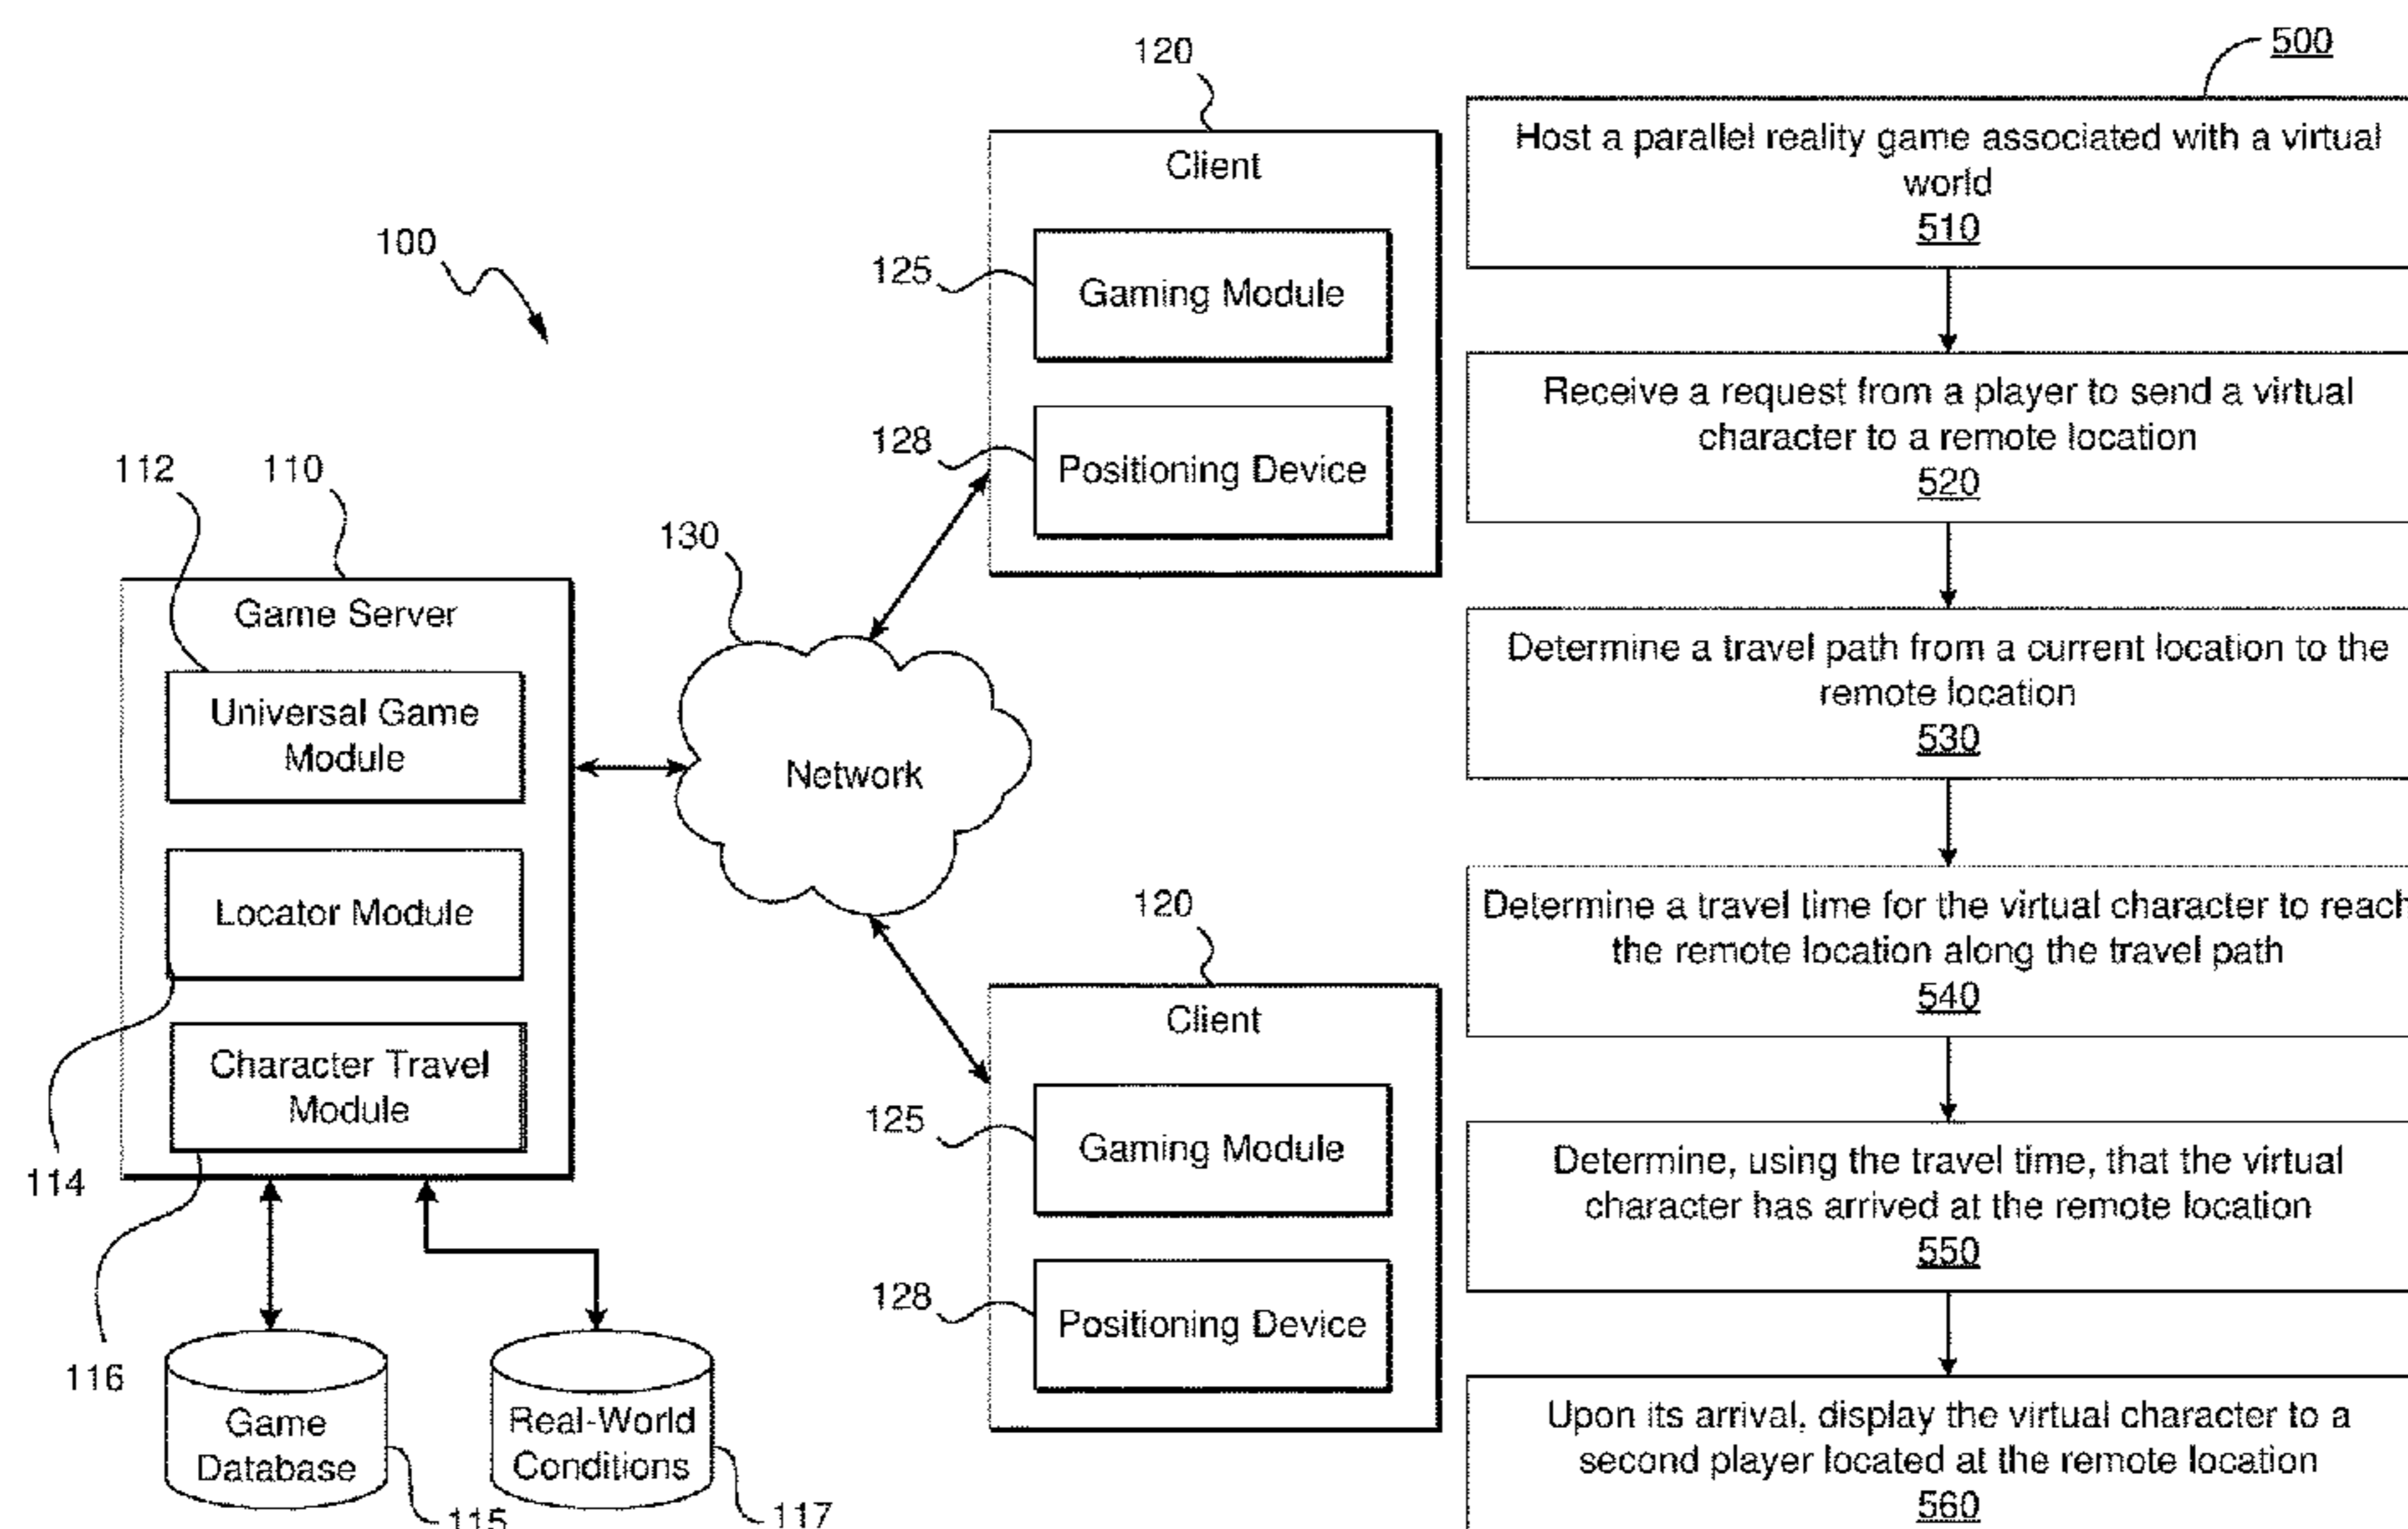 100
112
110
Game Server
Universal Game
Module
Locator Module
Character Travel
Module
114
116
Game
Database
115
Real-World
Conditions
117
130
Network
120
Client
125
Gaming Module
128
Positioning Device
120
Client
125
Gaming Module
128
Positioning Device
500
Host a parallel reality game associated with a virtual
world
510
Receive a request from a player to send a virtual
character to a remote location
520
Determine a travel path from a current location to the
remote location
530
Determine a travel time for the virtual character to reach
the remote location along the travel path
540
Determine, using the travel time, that the virtual
character has arrived at the remote location
550
Upon its arrival, display the virtual character to a
second player located at the remote location
560